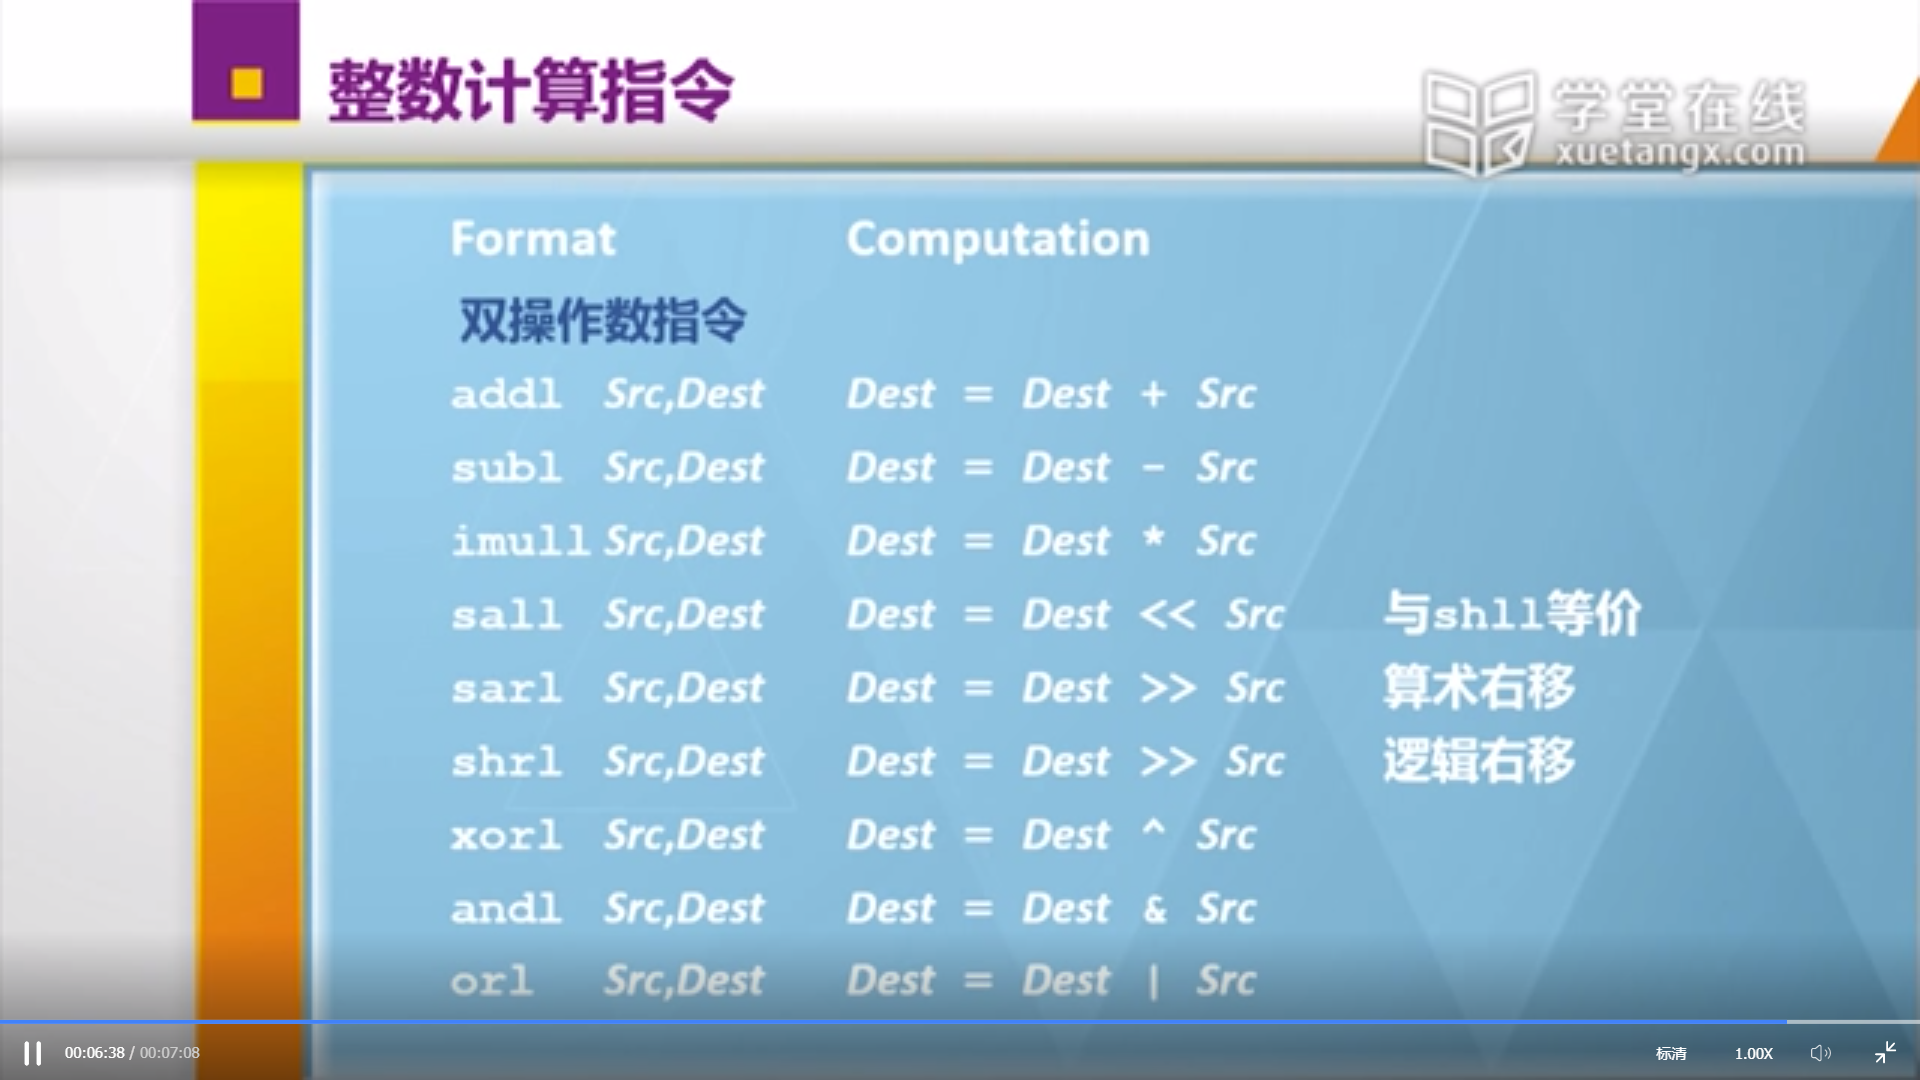 整数计算指令
学堂在线
xuetangx.com
Format Computation
双操作数指令
addl Src,Dest Dest = Dest + Src
subl Src,Dest Dest = Dest - Src
imull Src,Dest Dest = Dest * Src
sall Src,Dest Dest = Dest << Src 与shll等价
sarl Src,Dest Dest = Dest >> Src 算术右移
shrl Src,Dest Dest = Dest >> Src 逻辑右移
xorl Src,Dest Dest = Dest ^ Src
andl Src,Dest Dest = Dest & Src
orl Src,Dest Dest = Dest | Src
00:06:38 / 00:07:08 标清 1.00X